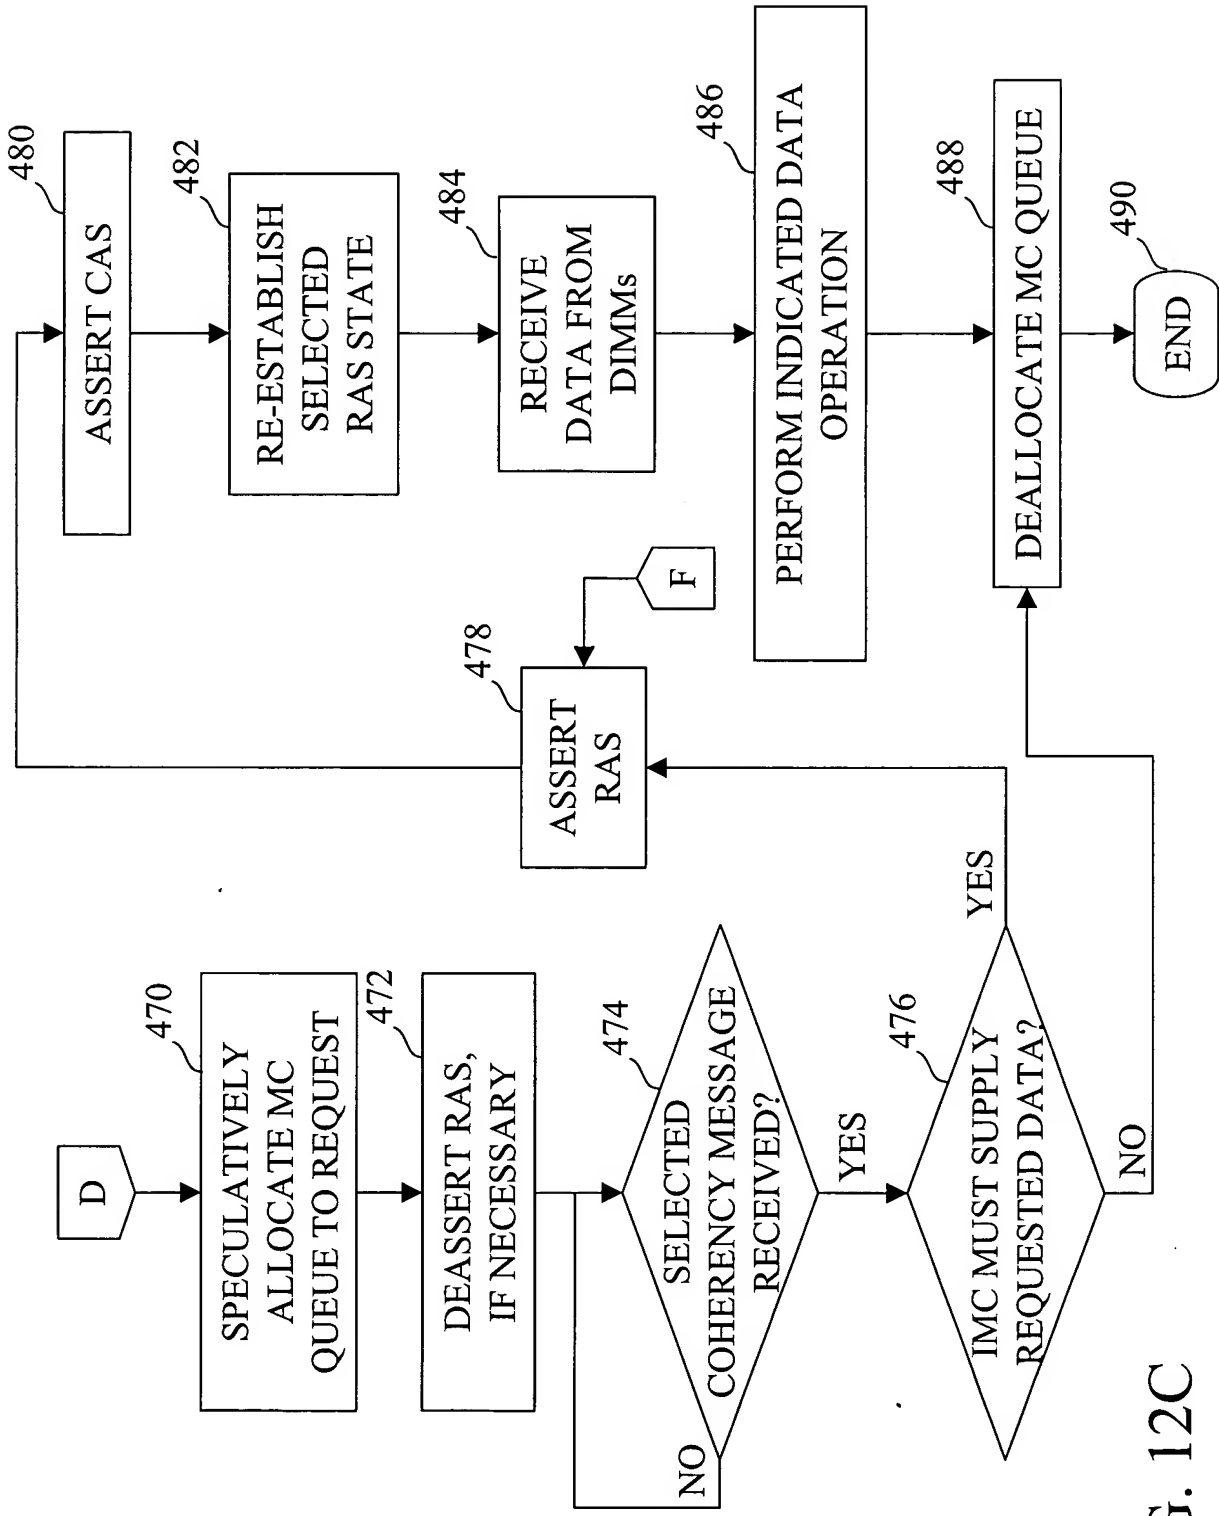 D
470
SPECULATIVELY
ALLOCATE MC
QUEUE TO REQUEST
472
DEASSERT RAS,
IF NECESSARY
474
SELECTED
COHERENCY MESSAGE
RECEIVED?
NO
YES
476
IMC MUST SUPPLY
REQUESTED DATA?
YES
NO
478
ASSERT
RAS
F
480
ASSERT CAS
482
RE-ESTABLISH
SELECTED
RAS STATE
484
RECEIVE
DATA FROM
DIMMs
486
PERFORM INDICATED DATA
OPERATION
488
DEALLOCATE MC QUEUE
490
END
G. 12C